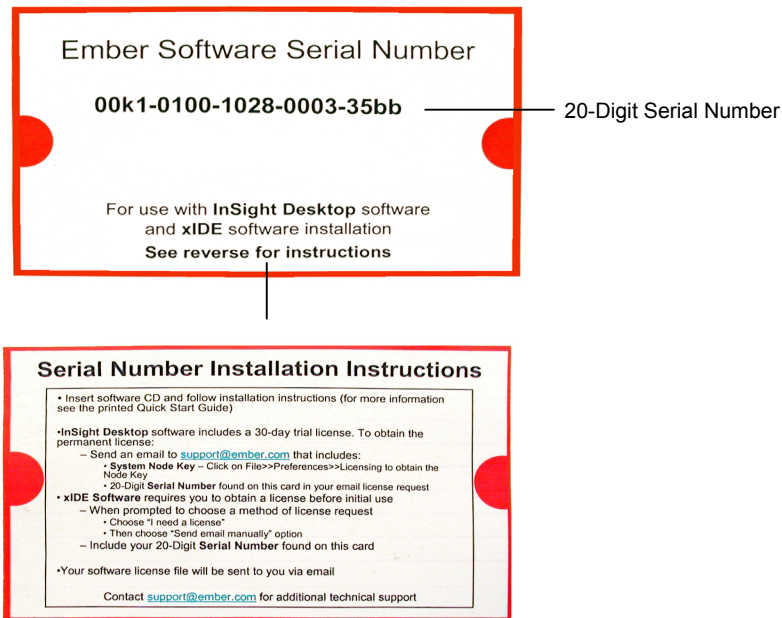 Ember Software Serial Number
00k1-0100-1028-0003-35bb
20-Digit Serial Number
For use with InSight Desktop software
and xIDE software installation
See reverse for instructions
Serial Number Installation Instructions
• Insert software CD and follow installation instructions (for more information
see the printed Quick Start Guide)
•InSight Desktop software includes a 30-day trial license. To obtain the
permanent license:
– Send an email to support@ember.com that includes:
• System Node Key – Click on File>>Preferences>>Licensing to obtain the
Node Key
• 20-Digit Serial Number found on this card in your email license request
• xIDE Software requires you to obtain a license before initial use
– When prompted to choose a method of license request
• Choose "I need a license"
• Then choose "Send email manually" option
– Include your 20-Digit Serial Number found on this card
•Your software license file will be sent to you via email
Contact support@ember.com for additional technical support